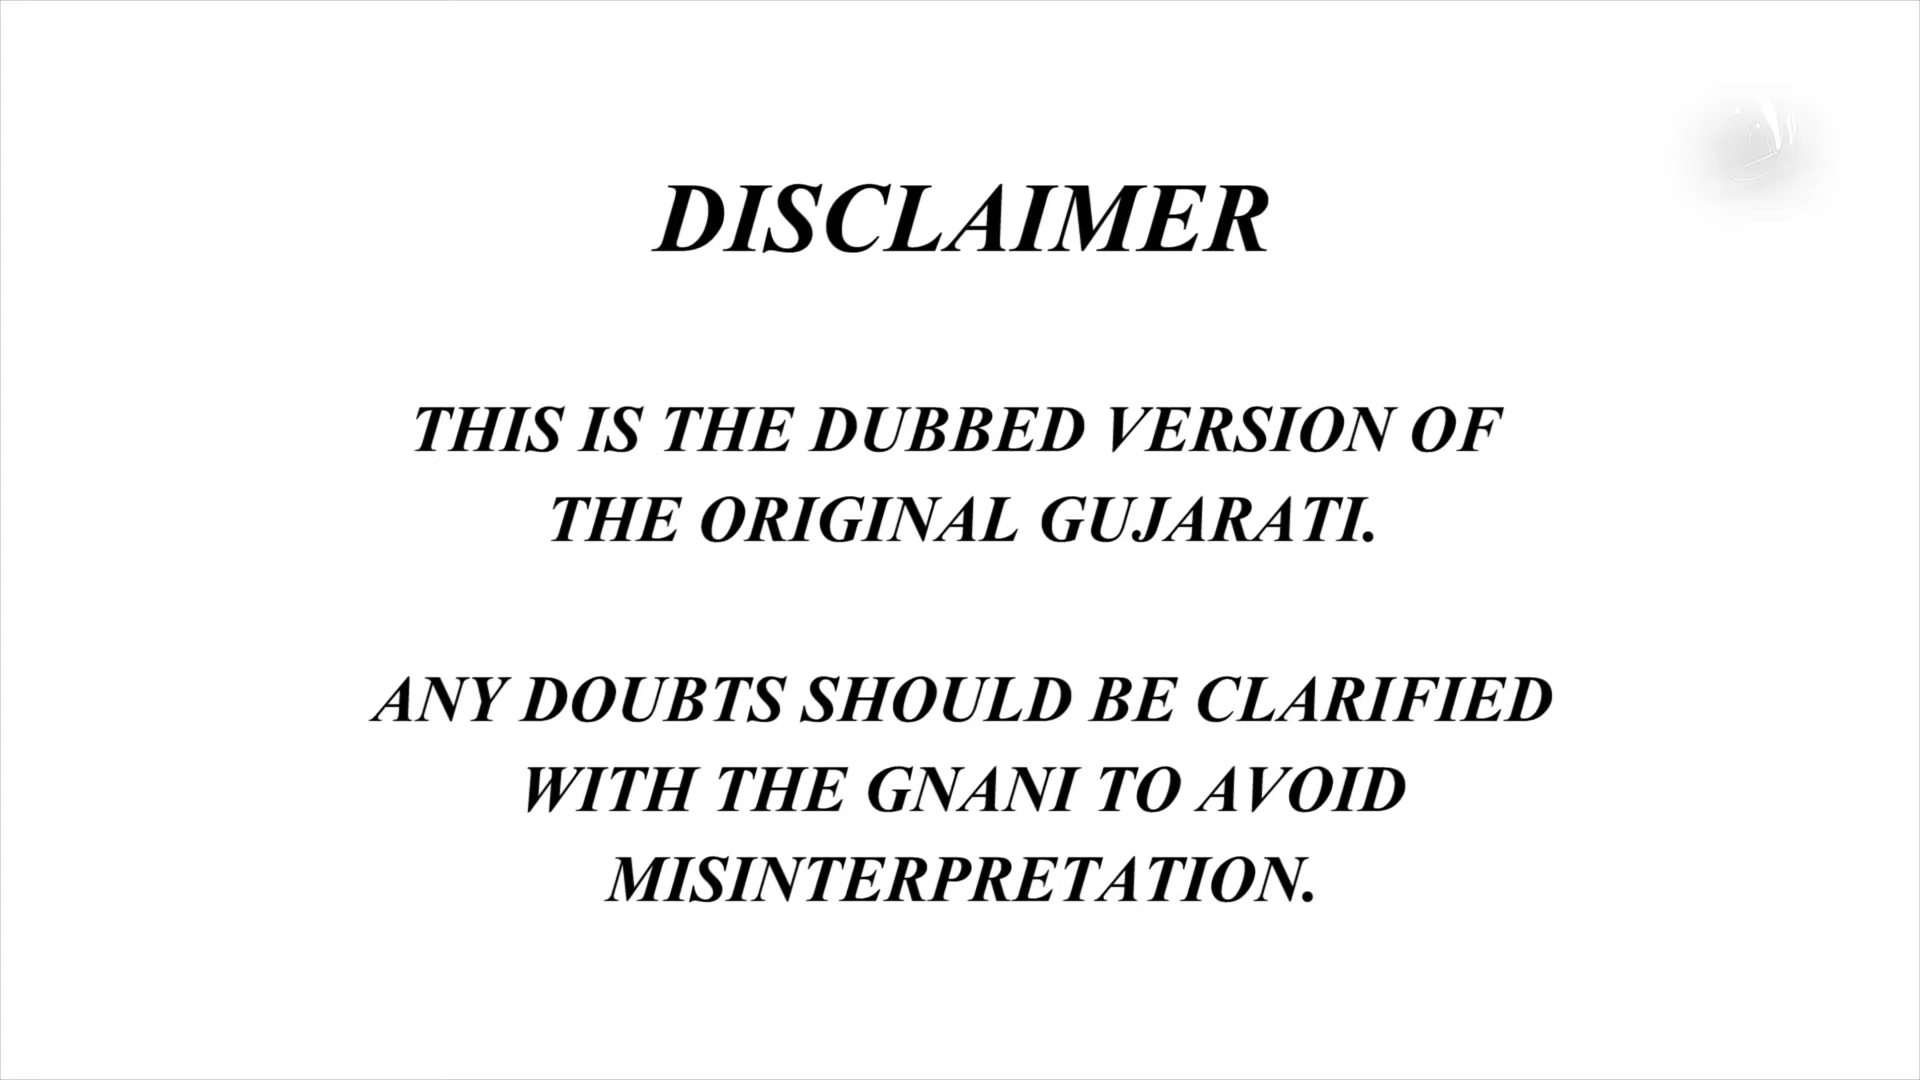 DISCLAIMER
THIS IS THE DUBBED VERSION OF
THE ORIGINAL GUJARATI.
ANY DOUBTS SHOULD BE CLARIFIED
WITH THE GNANI TO AVOID
MISINTERPRETATION.